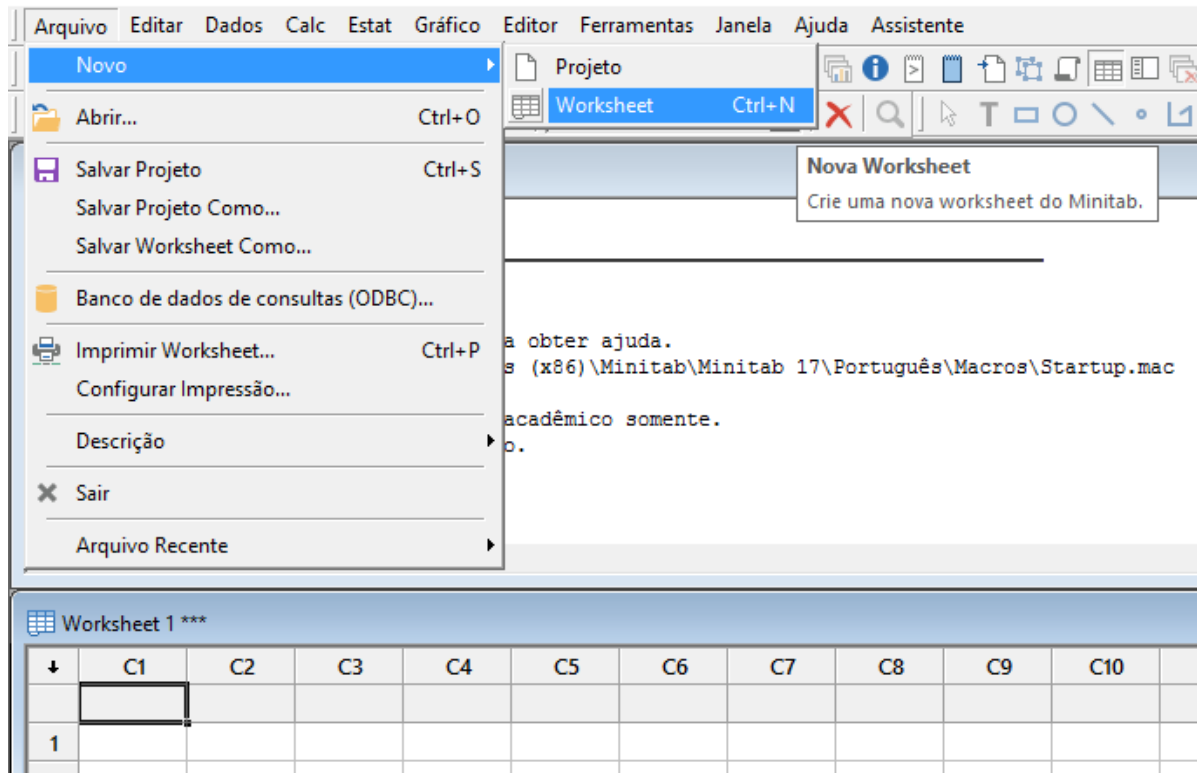 Arquivo Editar Dados Calc Estat Gráfico Editor Ferramentas Janela Ajuda Assistente
Novo
Projeto
Worksheet Ctrl+N
Abrir... Ctrl+O
Nova Worksheet
Crie uma nova worksheet do Minitab.
Salvar Projeto Ctrl+S
Salvar Projeto Como...
Salvar Worksheet Como...
Banco de dados de consultas (ODBC)...
Imprimir Worksheet... Ctrl+P
Configurar Impressão...
Descrição
Sair
Arquivo Recente
a obter ajuda.
s (x86)\Minitab\Minitab 17\Português\Macros\Startup.mac
acadêmico somente.
o.
Worksheet 1 ***
C1 C2 C3 C4 C5 C6 C7 C8 C9 C10
1